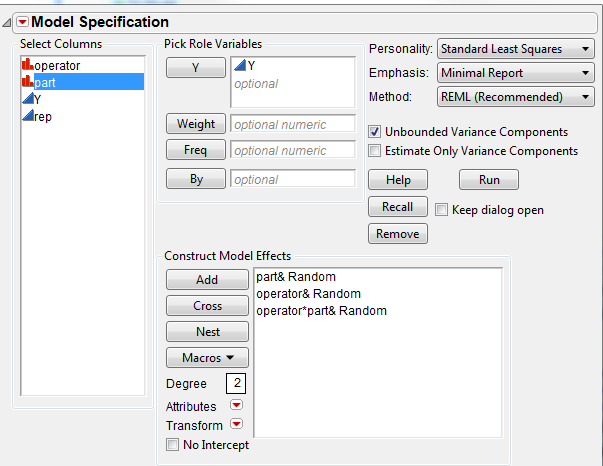 Model Specification
Select Columns
operator
part
Y
rep
Pick Role Variables
Y
Y
optional
Weight
optional numeric
Freq
optional numeric
By
optional
Personality:
Standard Least Squares
Emphasis:
Minimal Report
Method:
REML (Recommended)
Unbounded Variance Components
Estimate Only Variance Components
Help
Run
Recall
Keep dialog open
Remove
Construct Model Effects
Add
Cross
Nest
Macros
Degree 2
Attributes
Transform
No Intercept
part& Random
operator& Random
operator*part& Random